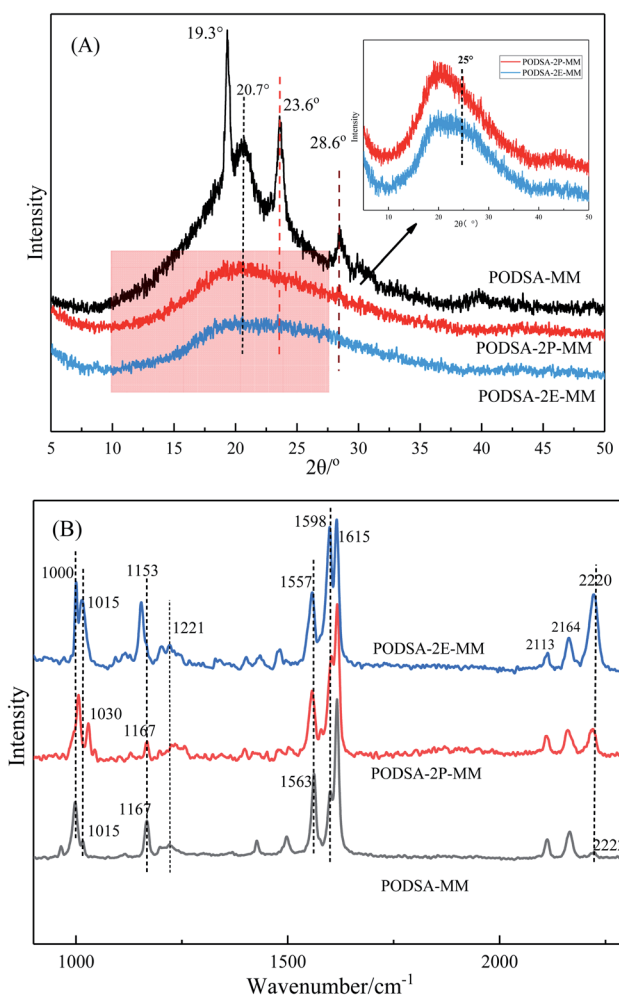 (A)
19.3°
20.7°
23.6°
28.6°
25°
PODSA-2P-MM
PODSA-2E-MM
Intensity
5 10 20 30 40 50
2θ( °)
PODSA-MM
PODSA-2P-MM
PODSA-2E-MM
Intensity
5 10 15 20 25 30 35 40 45 50
2θ/°
(B)
1598
1615
1000
1153
1557
2220
1015
1221
2164
2113
PODSA-2E-MM
1030
1167
PODSA-2P-MM
1563
1167
1015
PODSA-MM
Intensity
1000 1500 2000
Wavenumber/cm-1